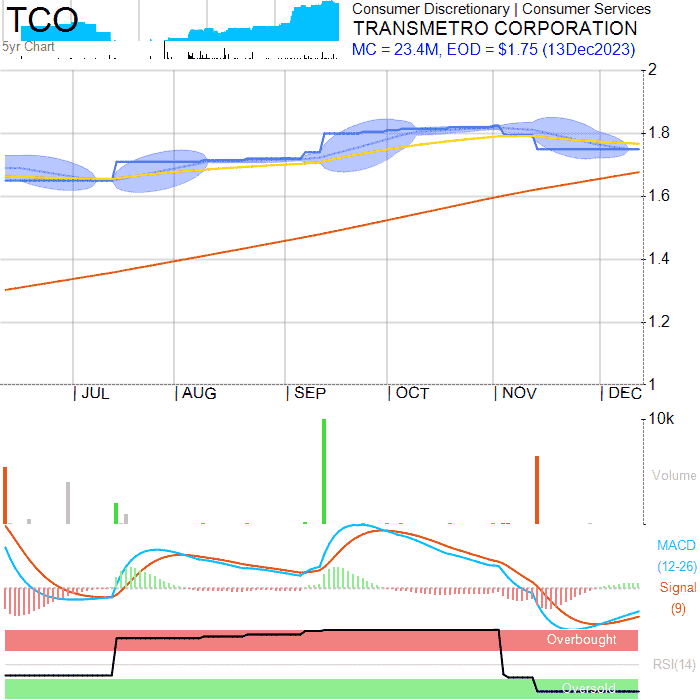 TCO
5yr Chart
Consumer Discretionary | Consumer Services
TRANSMETRO CORPORATION
MC = 23.4M, EOD = $1.75 (13Dec2023)
2
1.8
1.6
1.4
1.2
1
| JUL | AUG | SEP | OCT | NOV | DEC
10k
Volume
MACD
(12-26)
Signal
(9)
Overbought
RSI(14)
Oversold